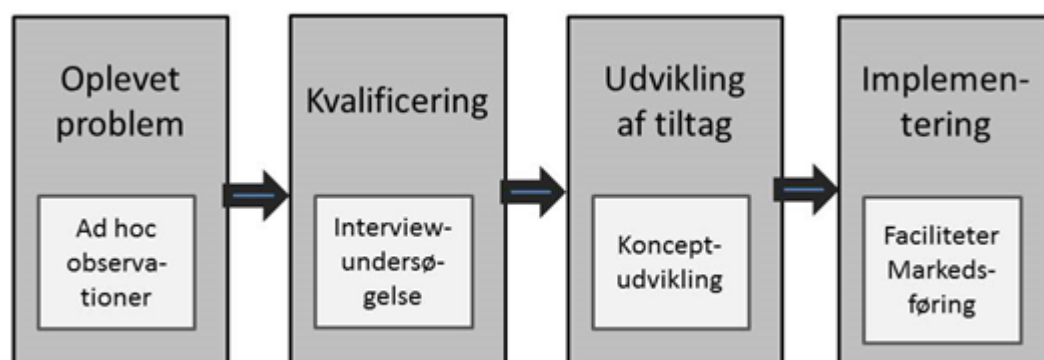 Oplevet
problem
Ad hoc
observa-
tioner
Kvalificering
Interview-
undersø-
gelse
Udvikling
af tiltag
Koncept-
udvikling
Implemen-
tering
Faciliteter
Markeds-
føring